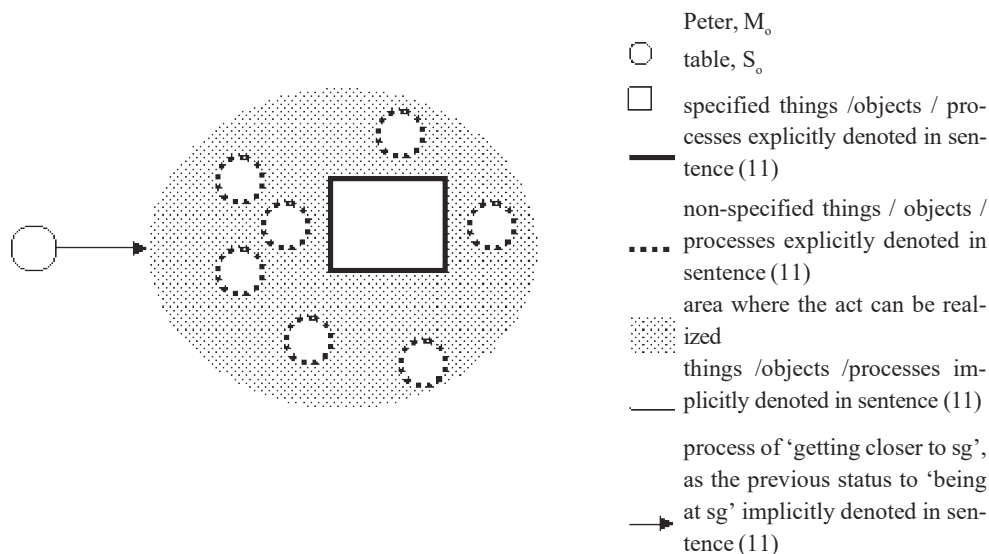 Peter, Mₒ
table, Sₒ
specified things /objects / pro-
cesses explicitly denoted in sen-
tence (11)
non-specified things / objects /
processes explicitly denoted in
sentence (11)
area where the act can be real-
ized
things /objects /processes im-
plicitly denoted in sentence (11)
process of ‘getting closer to sg’,
as the previous status to ‘being
at sg’ implicitly denoted in sen-
tence (11)